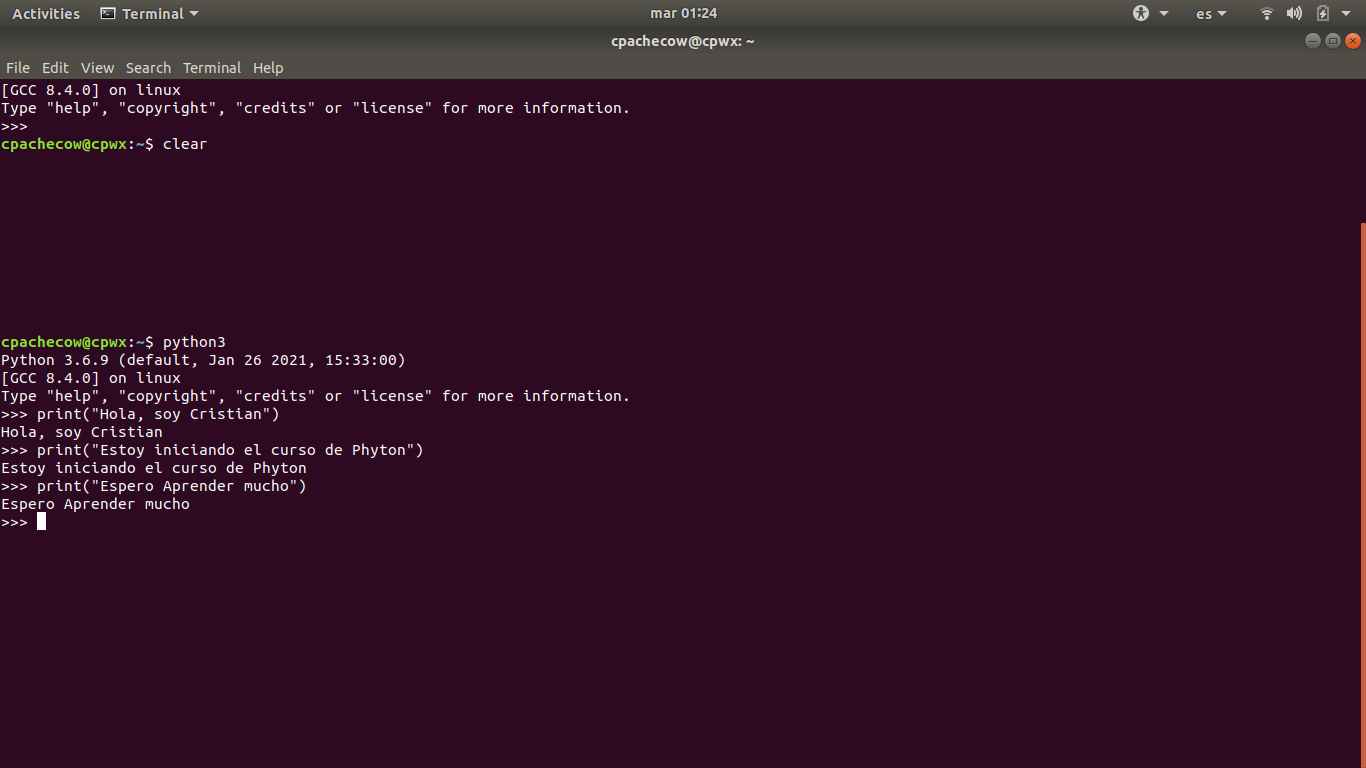 Activities Terminal mar 01:24 es
cpachecow@cpwx: ~
File Edit View Search Terminal Help
[GCC 8.4.0] on linux
Type "help", "copyright", "credits" or "license" for more information.
>>>
cpachecow@cpwx:~$ clear
cpachecow@cpwx:~$ python3
Python 3.6.9 (default, Jan 26 2021, 15:33:00)
[GCC 8.4.0] on linux
Type "help", "copyright", "credits" or "license" for more information.
>>> print("Hola, soy Cristian")
Hola, soy Cristian
>>> print("Estoy iniciando el curso de Phyton")
Estoy iniciando el curso de Phyton
>>> print("Espero Aprender mucho")
Espero Aprender mucho
>>>